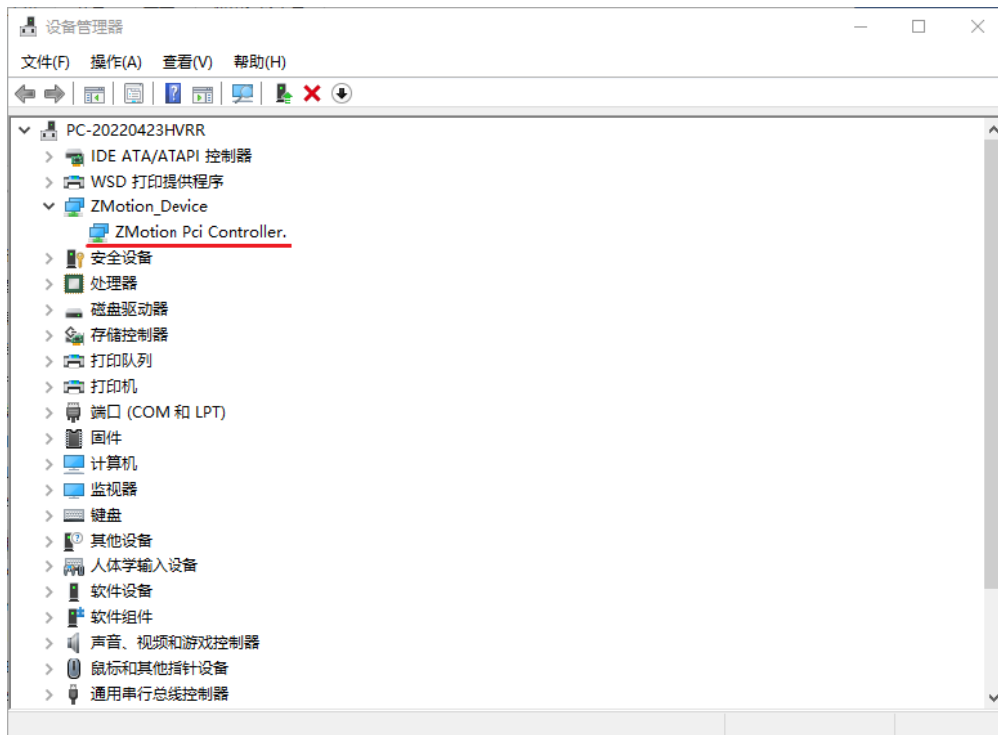 设备管理器
文件(F) 操作(A) 查看(V) 帮助(H)
PC-20220423HVRR
IDE ATA/ATAPI 控制器
WSD 打印提供程序
ZMotion_Device
ZMotion Pci Controller.
安全设备
处理器
磁盘驱动器
存储控制器
打印队列
打印机
端口 (COM 和 LPT)
固件
计算机
监视器
键盘
其他设备
人体学输入设备
软件设备
软件组件
声音、视频和游戏控制器
鼠标和其他指针设备
通用串行总线控制器